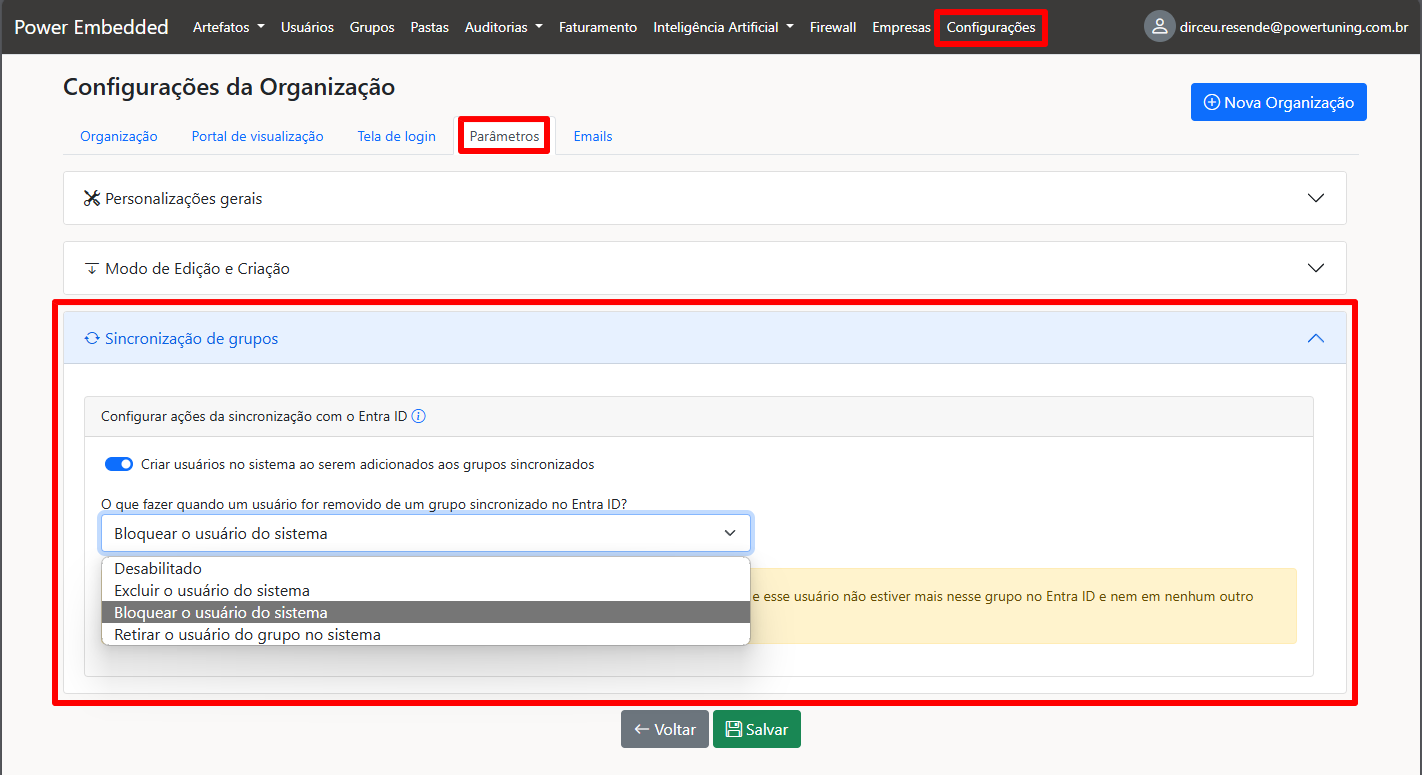 Power Embedded Artefatos Usuários Grupos Pastas Auditorias Faturamento Inteligência Artificial Firewall Empresas Configurações dirceu.resende@powertuning.com.br
Configurações da Organização
Nova Organização
Organização Portal de visualização Tela de login Parâmetros Emails
Personalizações gerais
Modo de Edição e Criação
Sincronização de grupos
Configurar ações da sincronização com o Entra ID
Criar usuários no sistema ao serem adicionados aos grupos sincronizados
O que fazer quando um usuário for removido de um grupo sincronizado no Entra ID?
Bloquear o usuário do sistema
Desabilitado
Excluir o usuário do sistema
e esse usuário não estiver mais nesse grupo no Entra ID e nem em nenhum outro
Bloquear o usuário do sistema
Retirar o usuário do grupo no sistema
Voltar Salvar